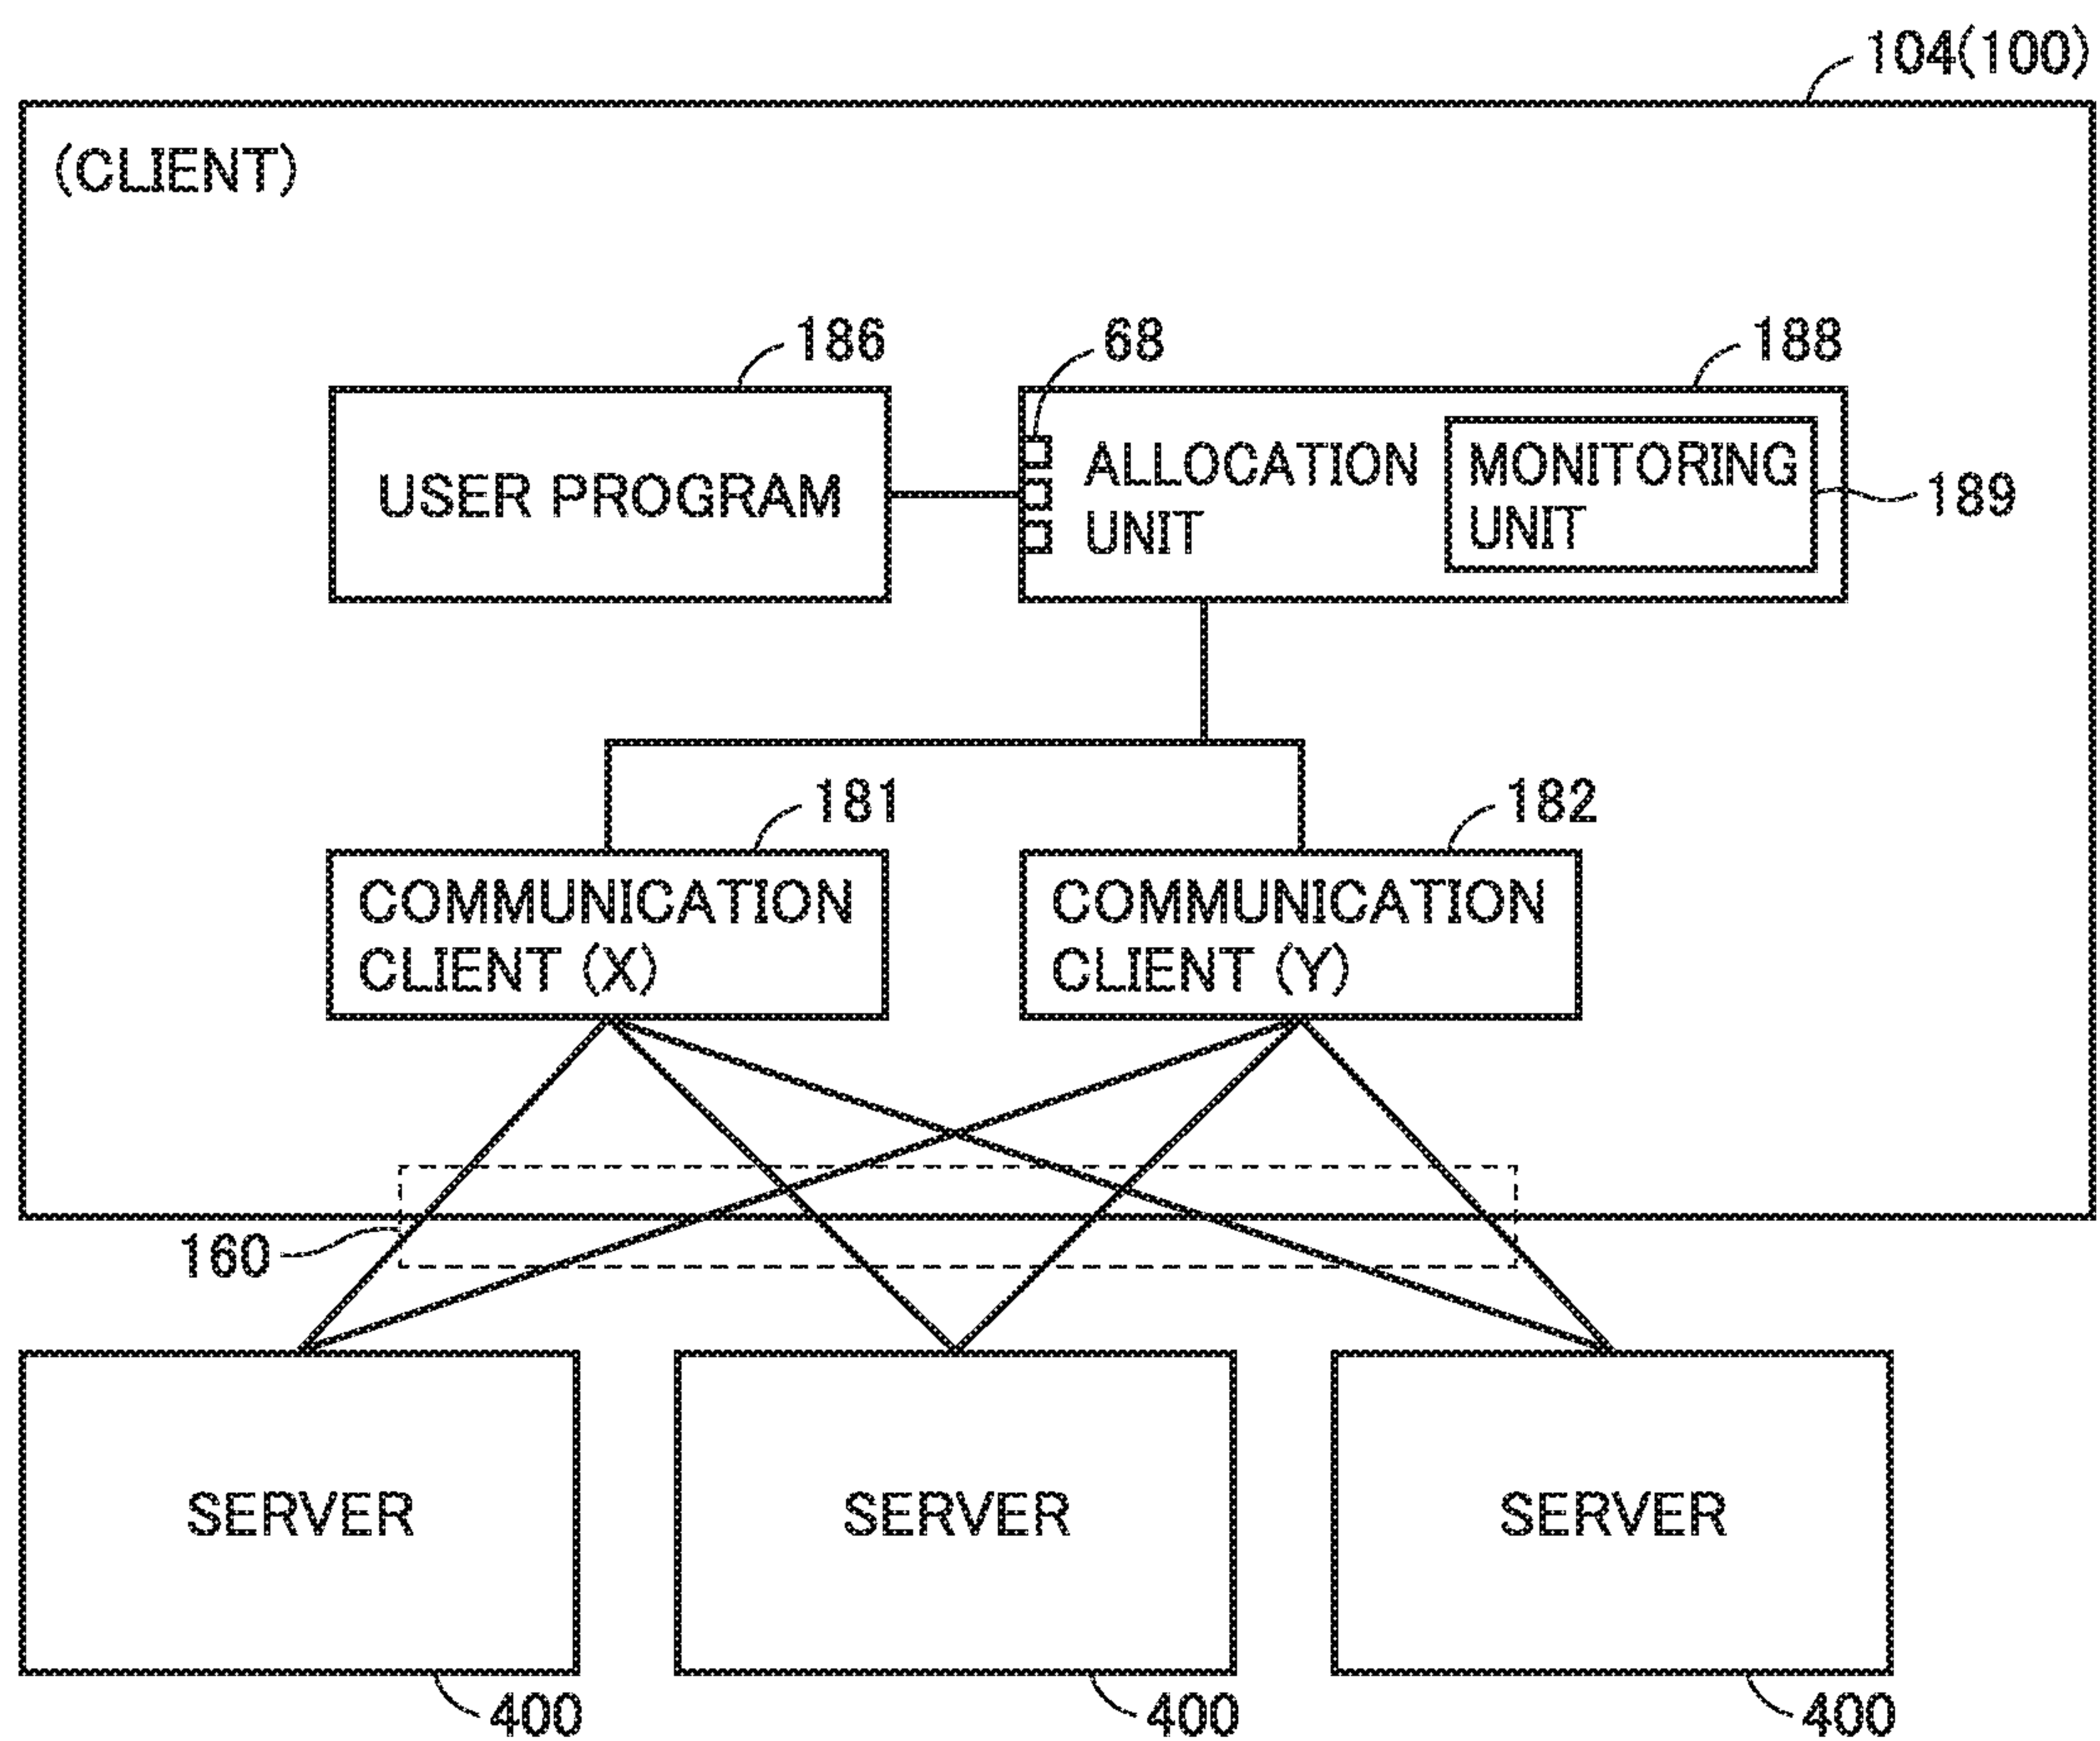 104(100)
(CLIENT)
186
68
188
USER PROGRAM
ALLOCATION
UNIT
MONITORING
UNIT
189
181
182
COMMUNICATION
CLIENT (X)
COMMUNICATION
CLIENT (Y)
160
SERVER
SERVER
SERVER
400
400
400